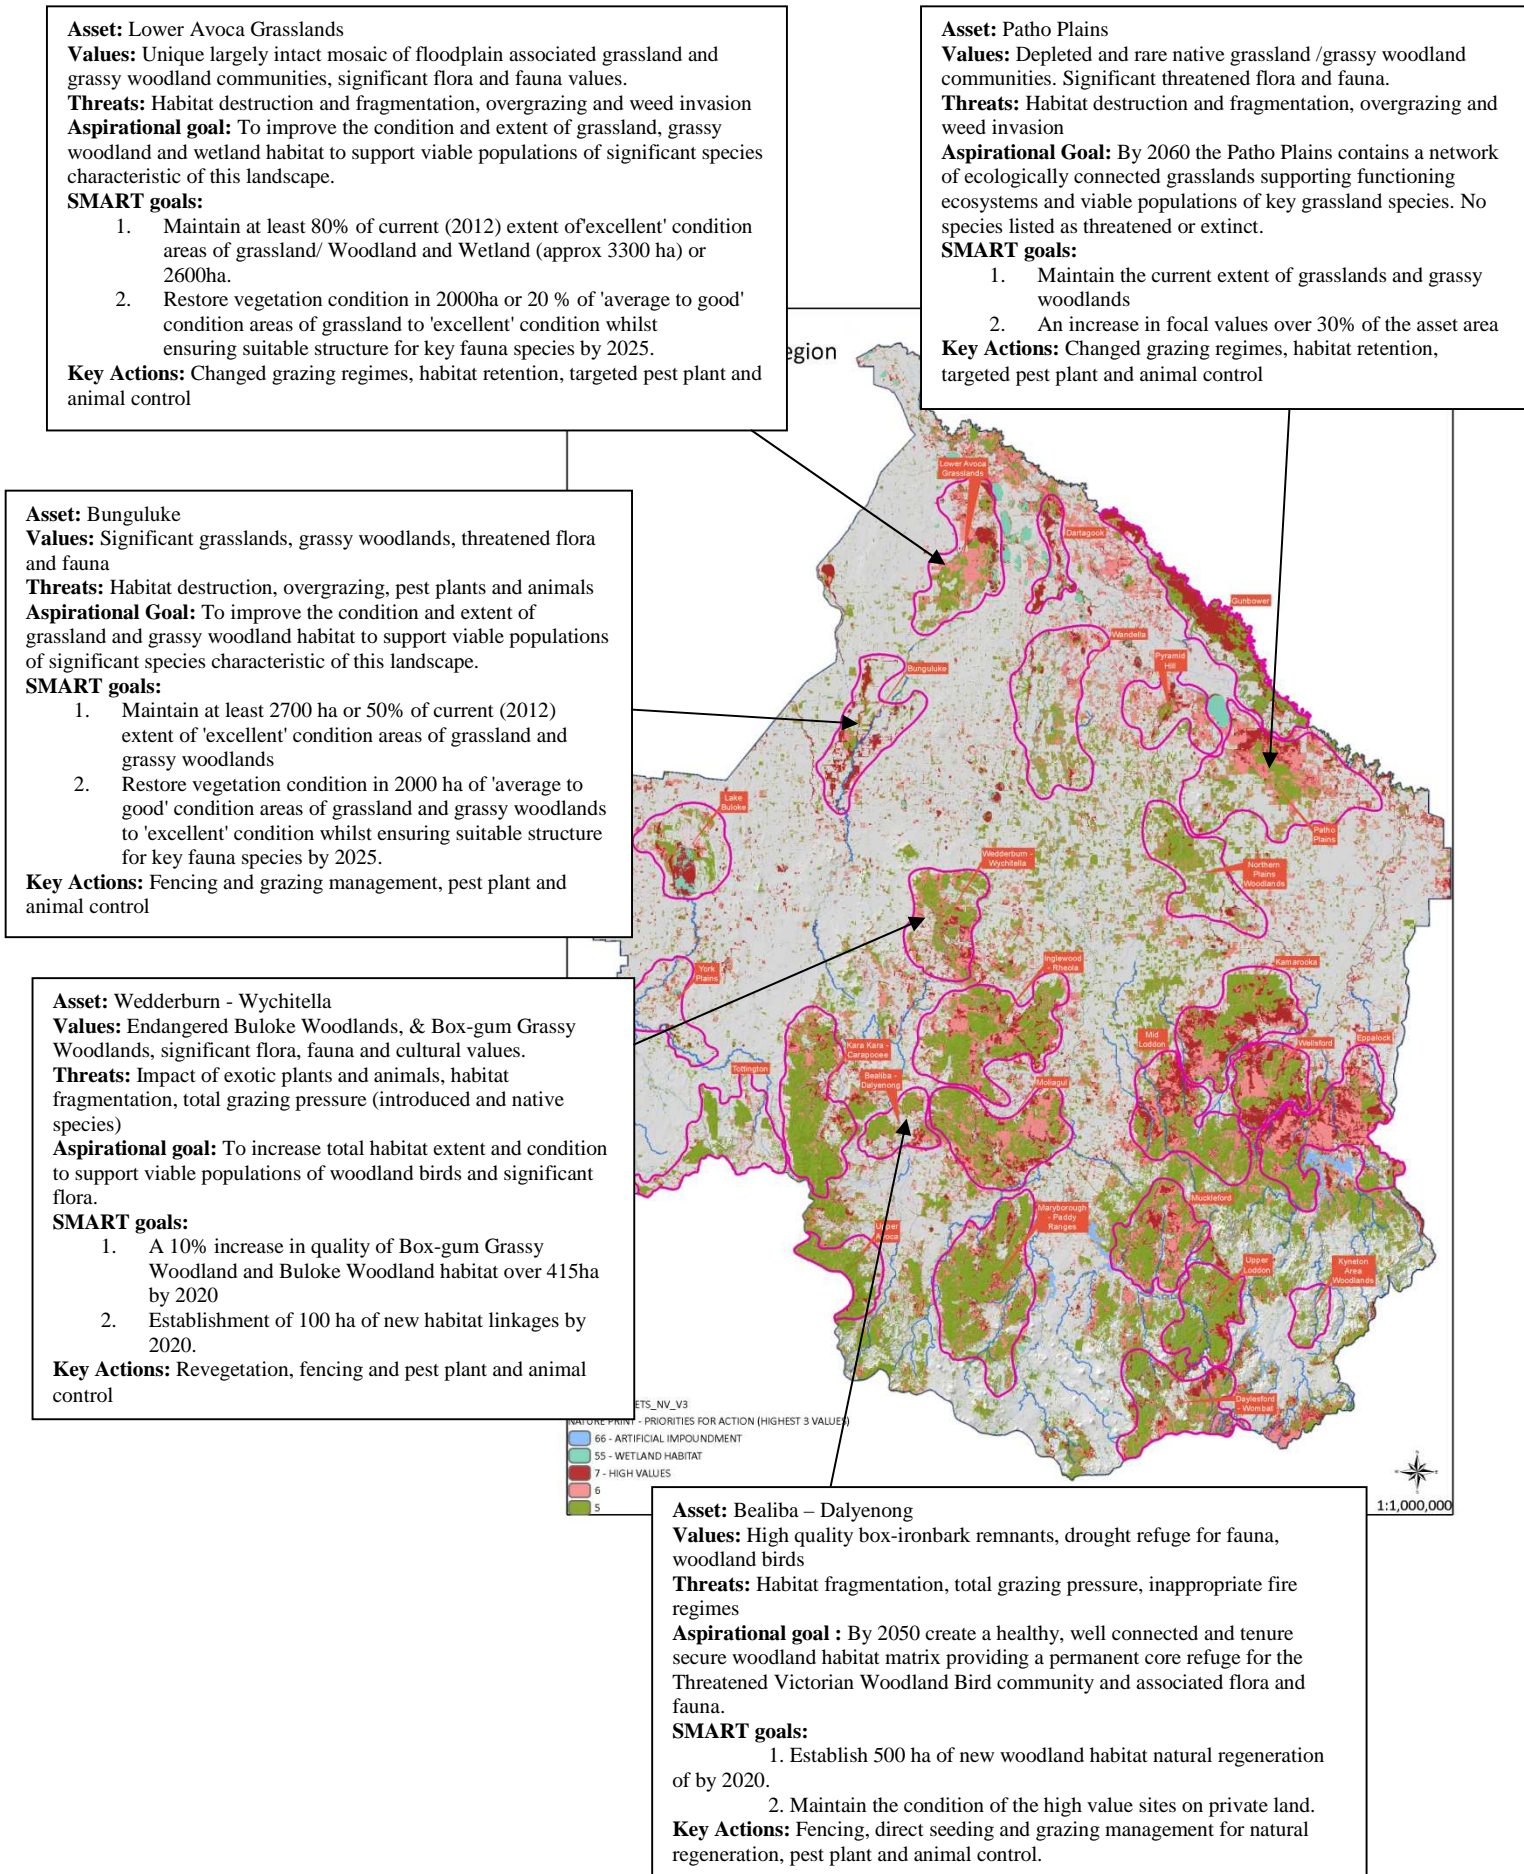 Asset: Lower Avoca Grasslands
Values: Unique largely intact mosaic of floodplain associated grassland and
grassy woodland communities, significant flora and fauna values.
Threats: Habitat destruction and fragmentation, overgrazing and weed invasion
Aspirational goal: To improve the condition and extent of grassland, grassy
woodland and wetland habitat to support viable populations of significant species
characteristic of this landscape.
SMART goals:
1. Maintain at least 80% of current (2012) extent of'excellent' condition
areas of grassland/ Woodland and Wetland (approx 3300 ha) or
2600ha.
2. Restore vegetation condition in 2000ha or 20 % of 'average to good'
condition areas of grassland to 'excellent' condition whilst
ensuring suitable structure for key fauna species by 2025.
Key Actions: Changed grazing regimes, habitat retention, targeted pest plant and
animal control
Asset: Patho Plains
Values: Depleted and rare native grassland /grassy woodland
communities. Significant threatened flora and fauna.
Threats: Habitat destruction and fragmentation, overgrazing and
weed invasion
Aspirational Goal: By 2060 the Patho Plains contains a network
of ecologically connected grasslands supporting functioning
ecosystems and viable populations of key grassland species. No
species listed as threatened or extinct.
SMART goals:
1. Maintain the current extent of grasslands and grassy
woodlands
2. An increase in focal values over 30% of the asset area
Key Actions: Changed grazing regimes, habitat retention,
targeted pest plant and animal control
egion
Asset: Bunguluke
Values: Significant grasslands, grassy woodlands, threatened flora
and fauna
Threats: Habitat destruction, overgrazing, pest plants and animals
Aspirational Goal: To improve the condition and extent of
grassland and grassy woodland habitat to support viable populations
of significant species characteristic of this landscape.
SMART goals:
1. Maintain at least 2700 ha or 50% of current (2012)
extent of 'excellent' condition areas of grassland and
grassy woodlands
2. Restore vegetation condition in 2000 ha of 'average to
good' condition areas of grassland and grassy woodlands
to 'excellent' condition whilst ensuring suitable structure
for key fauna species by 2025.
Key Actions: Fencing and grazing management, pest plant and
animal control
Asset: Wedderburn - Wychitella
Values: Endangered Buloke Woodlands, & Box-gum Grassy
Woodlands, significant flora, fauna and cultural values.
Threats: Impact of exotic plants and animals, habitat
fragmentation, total grazing pressure (introduced and native
species)
Aspirational goal: To increase total habitat extent and condition
to support viable populations of woodland birds and significant
flora.
SMART goals:
1. A 10% increase in quality of Box-gum Grassy
Woodland and Buloke Woodland habitat over 415ha
by 2020
2. Establishment of 100 ha of new habitat linkages by
2020.
Key Actions: Revegetation, fencing and pest plant and animal
control
Lower Avoca
Grasslands
Dartagook
Gunbower
Wandella
Pyramid
Hill
Bunguluke
Lake
Buloke
Patho
Plains
Wedderburn -
Wychitella
Northern
Plains
Woodlands
York
Plains
Inglewood
- Rheola
Kamarooka
Mid
Loddon
Wellsford
Eppalock
Kara Kara -
Carapooee
Tottington
Bealiba -
Dalyenong
Moliagul
Muckleford
Maryborough
- Paddy
Ranges
Upper
Avoca
Upper
Loddon
Kyneton
Area
Woodlands
Daylesford
- Wombat
ETS_NV_V3
NATURE PRINT - PRIORITIES FOR ACTION (HIGHEST 3 VALUES)
66 - ARTIFICIAL IMPOUNDMENT
55 - WETLAND HABITAT
7 - HIGH VALUES
6
5
1:1,000,000
Asset: Bealiba – Dalyenong
Values: High quality box-ironbark remnants, drought refuge for fauna,
woodland birds
Threats: Habitat fragmentation, total grazing pressure, inappropriate fire
regimes
Aspirational goal : By 2050 create a healthy, well connected and tenure
secure woodland habitat matrix providing a permanent core refuge for the
Threatened Victorian Woodland Bird community and associated flora and
fauna.
SMART goals:
1. Establish 500 ha of new woodland habitat natural regeneration
of by 2020.
2. Maintain the condition of the high value sites on private land.
Key Actions: Fencing, direct seeding and grazing management for natural
regeneration, pest plant and animal control.